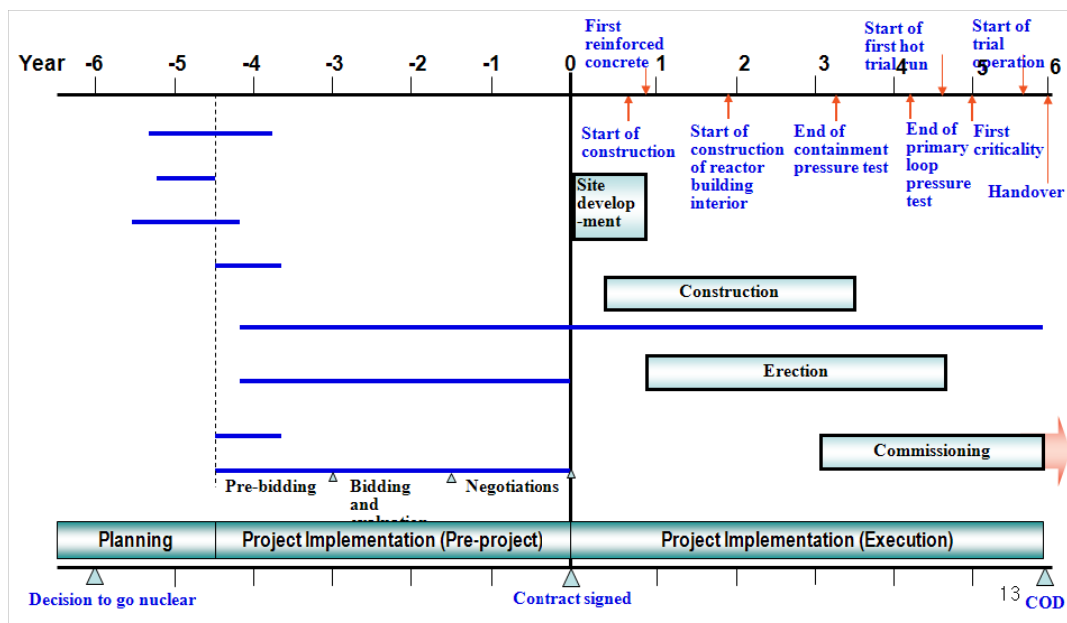 First
reinforced
concrete
Start of
first hot
trial run
Start of
trial
operation
Year -6 -5 -4 -3 -2 -1 0 1 2 3 4 5 6
Start of
construction
Start of
construction
of reactor
building
interior
End of
containment
pressure test
End of
primary
loop
pressure
test
First
criticality
Handover
Site
develop
-ment
Construction
Erection
Commissioning
Pre-bidding
Bidding
and
Negotiations
Planning
Project Implementation (Pre-project)
Project Implementation (Execution)
Decision to go nuclear
Contract signed
13
COD